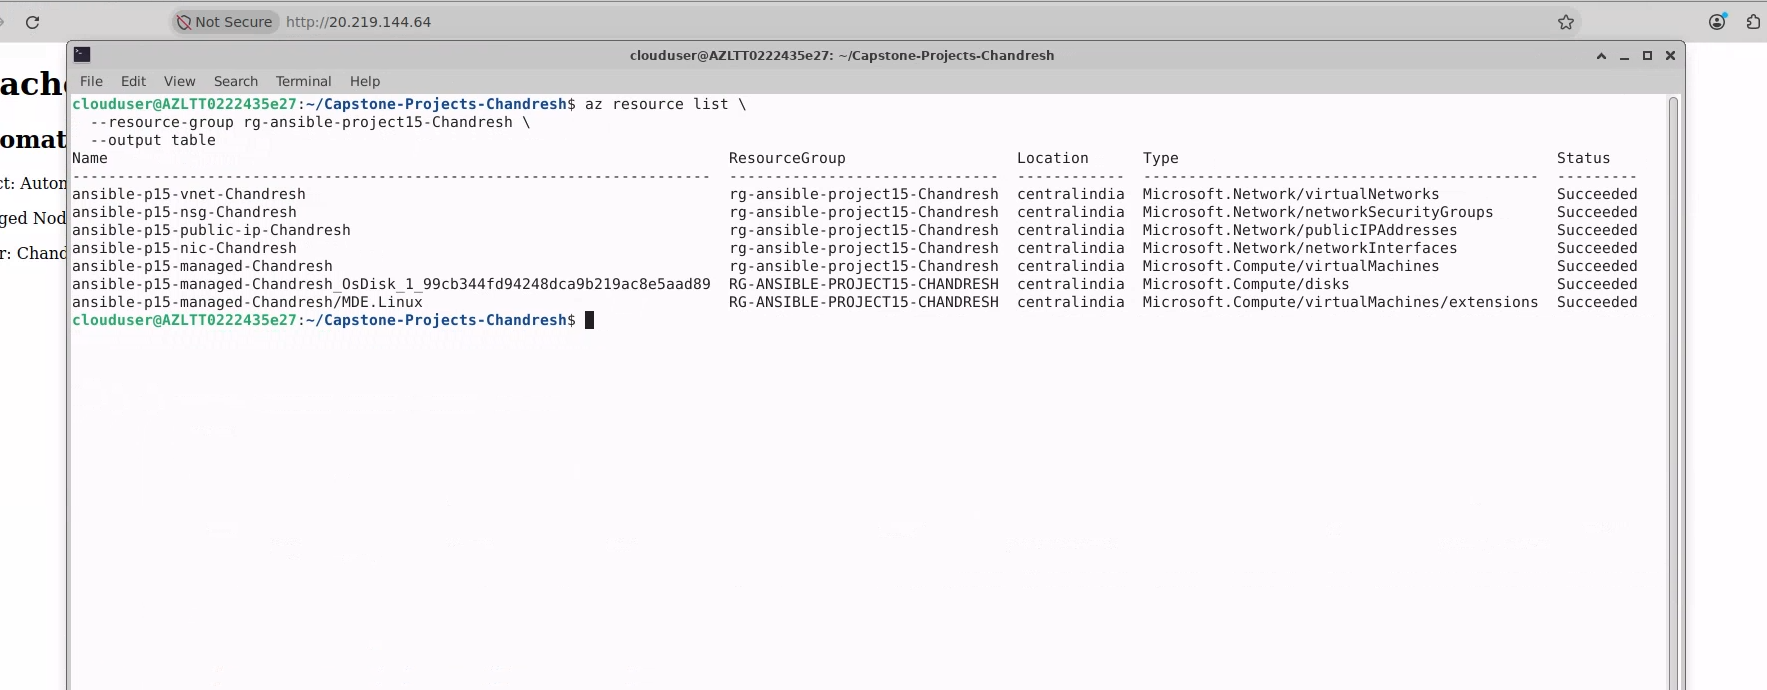 Not Secure http://20.219.144.64
clouduser@AZLTT0222435e27: ~/Capstone-Projects-Chandresh
File Edit View Search Terminal Help
clouduser@AZLTT0222435e27:~/Capstone-Projects-Chandresh$ az resource list \
--resource-group rg-ansible-project15-Chandresh \
--output table
Name ResourceGroup Location Type Status
------------------------------------------------------------------------- ------------------------------ ------------ -------------------------------------------- ---------
ansible-p15-vnet-Chandresh rg-ansible-project15-Chandresh centralindia Microsoft.Network/virtualNetworks Succeeded
ansible-p15-nsg-Chandresh rg-ansible-project15-Chandresh centralindia Microsoft.Network/networkSecurityGroups Succeeded
ansible-p15-public-ip-Chandresh rg-ansible-project15-Chandresh centralindia Microsoft.Network/publicIPAddresses Succeeded
ansible-p15-nic-Chandresh rg-ansible-project15-Chandresh centralindia Microsoft.Network/networkInterfaces Succeeded
ansible-p15-managed-Chandresh rg-ansible-project15-Chandresh centralindia Microsoft.Compute/virtualMachines Succeeded
ansible-p15-managed-Chandresh_OsDisk_1_99cb344fd94248dca9b219ac8e5aad89 RG-ANSIBLE-PROJECT15-CHANDRESH centralindia Microsoft.Compute/disks Succeeded
ansible-p15-managed-Chandresh/MDE.Linux RG-ANSIBLE-PROJECT15-CHANDRESH centralindia Microsoft.Compute/virtualMachines/extensions Succeeded
clouduser@AZLTT0222435e27:~/Capstone-Projects-Chandresh$
ach
omat
ct: Auton
ged Nod
r: Chand